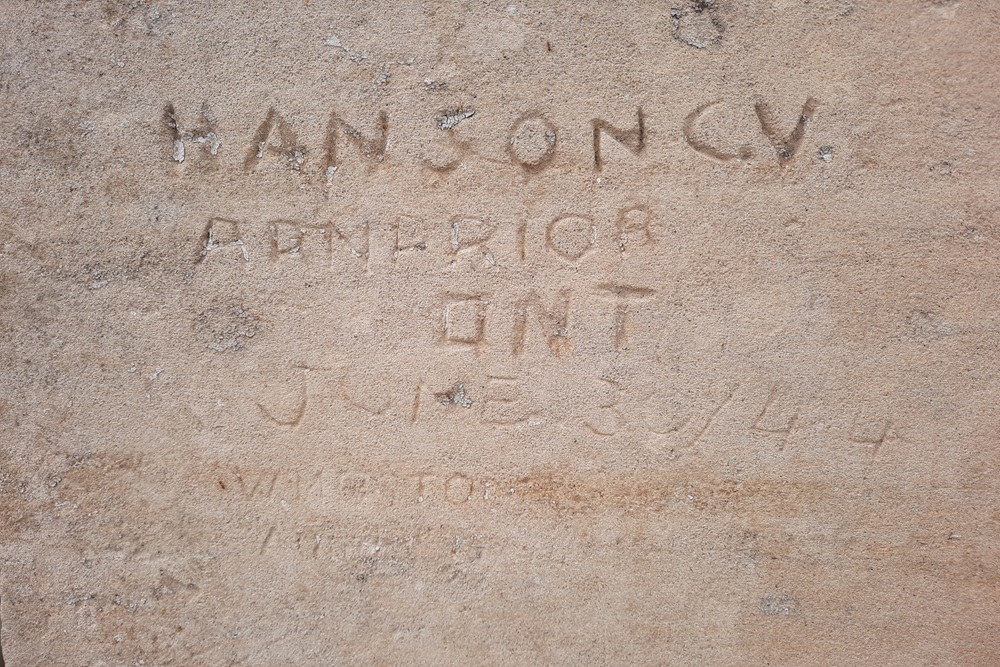 HANSON C.V.
ARNPRIOR
ONT
JUNE 30/44